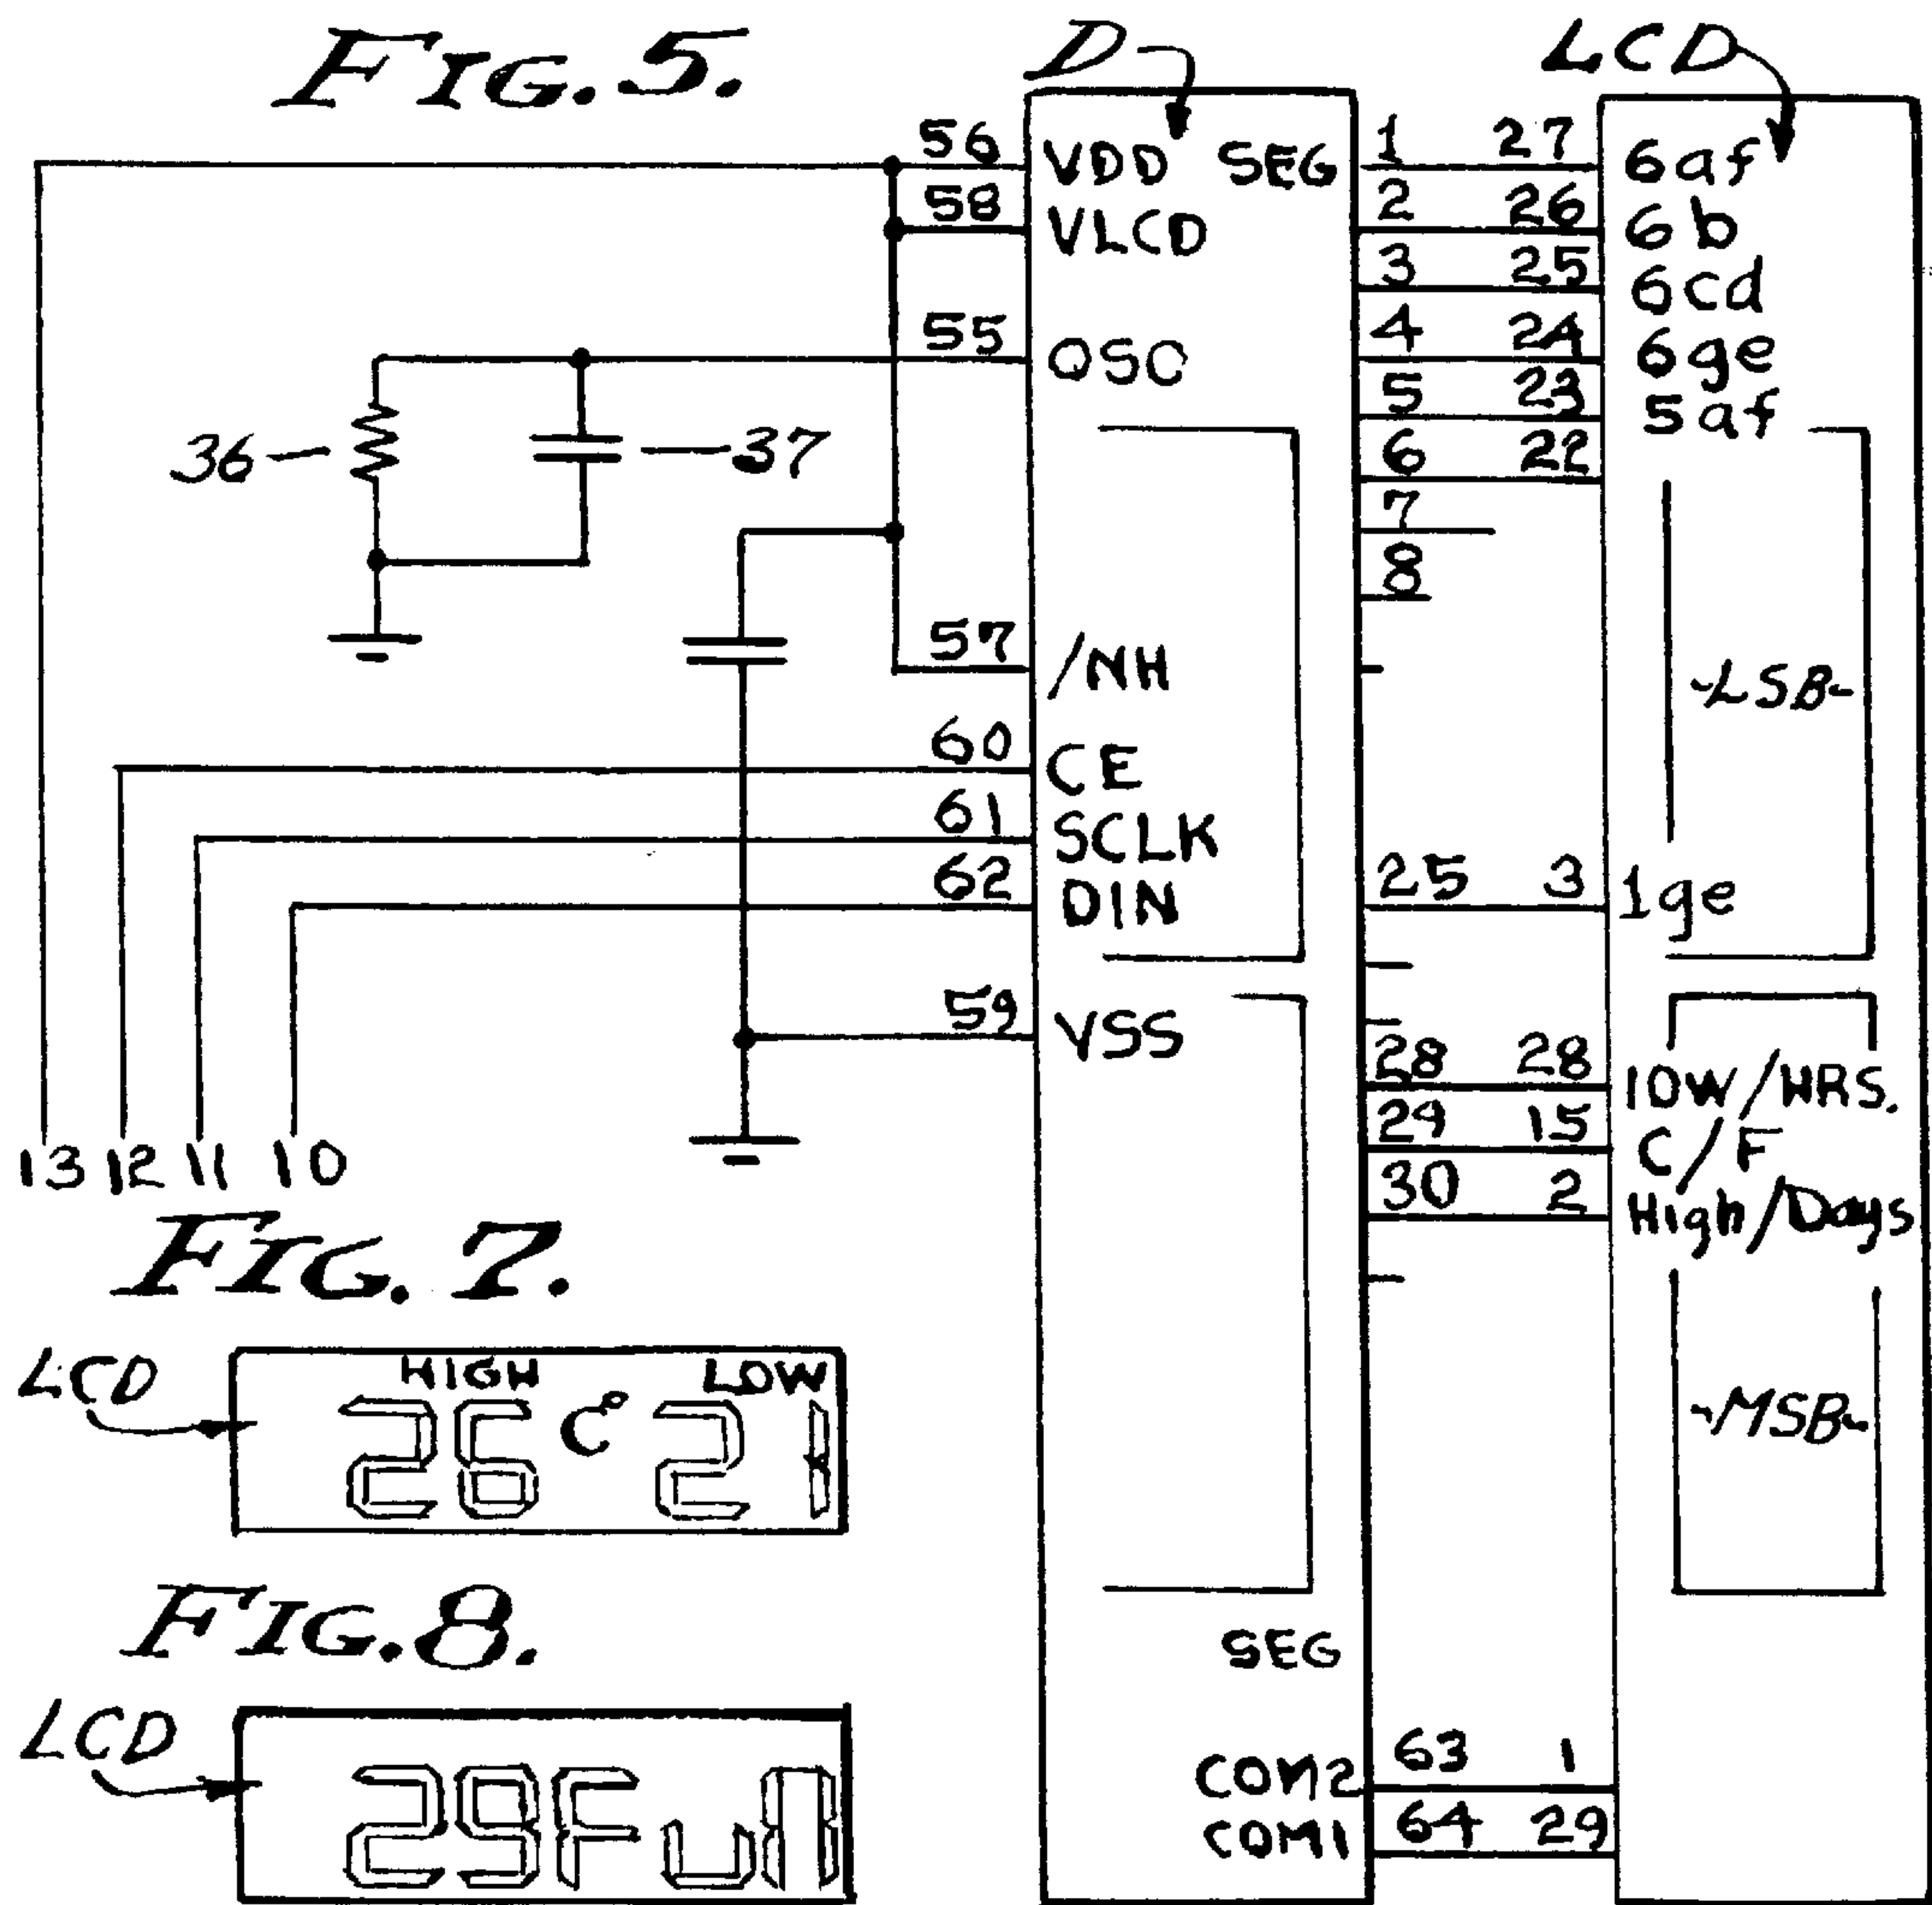 FIG. 5.
D
LCD
56 VDD SEG 1 27 6af
58 VLCD 2 26 6b
3 25 6cd
55 OSC 4 24 6ge
5 23 5af
36 37 6 22
7
8
57 /NH
-LSB-
60 CE
61 SCLK
62 DIN 25 3 1ge
59 VSS
28 28 LOW/HRS.
29 15 C/F
13 12 11 10
30 2 High/Days
FIG. 7.
LCD
HIGH LOW
26 C° 21
-MSB-
FIG. 8.
SEG
LCD
29Full
COM2 63 1
COM1 64 29